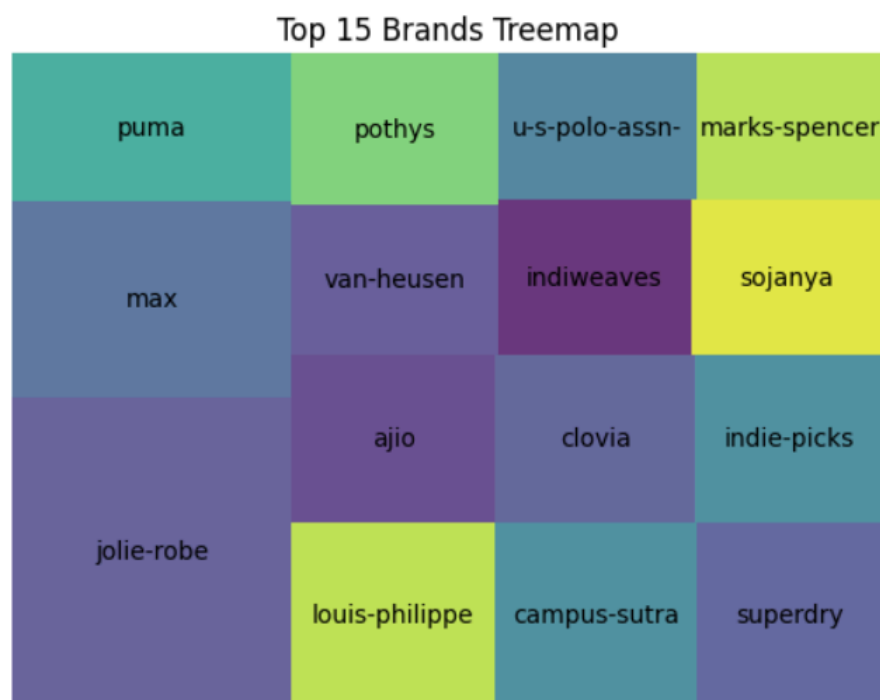 Top 15 Brands Treemap
puma
pothys
u-s-polo-assn-
marks-spencer
max
van-heusen
indiweaves
sojanya
jolie-robe
ajio
clovia
indie-picks
louis-philippe
campus-sutra
superdry